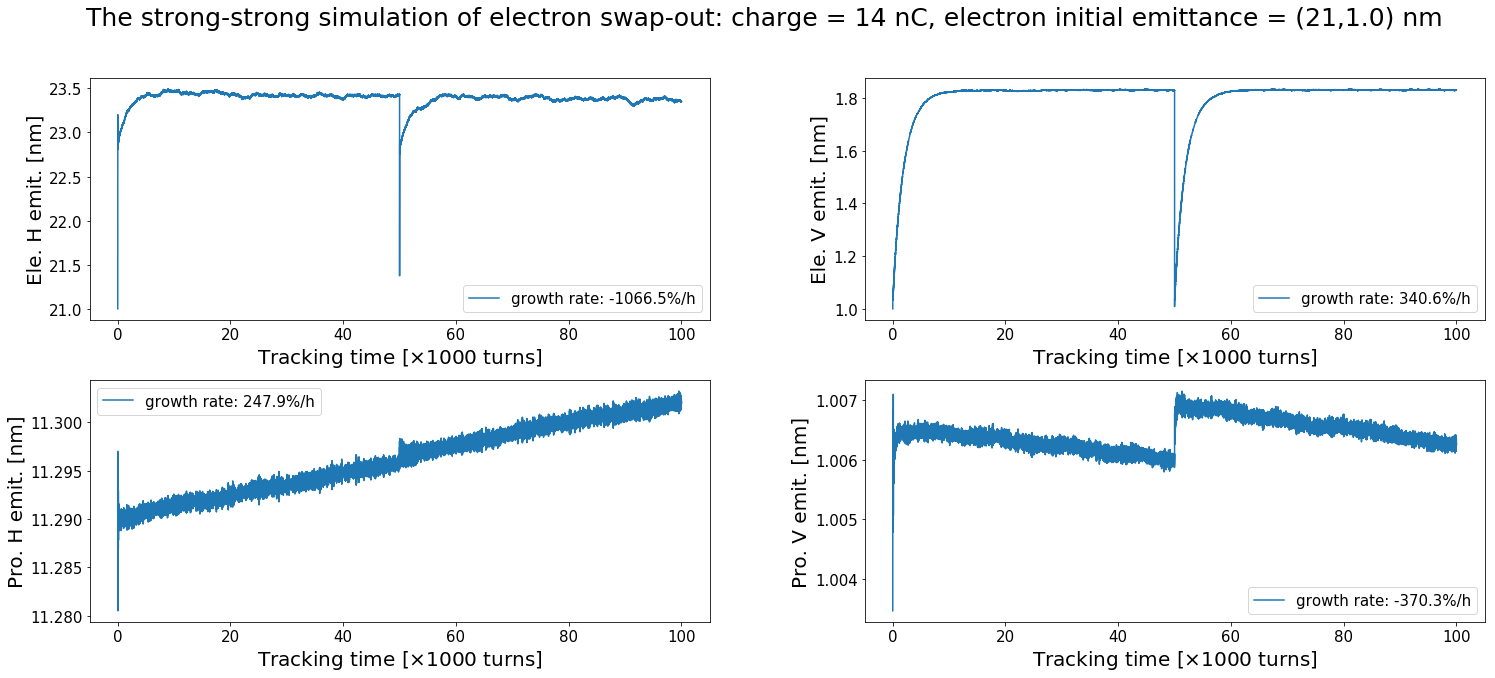 The strong-strong simulation of electron swap-out: charge = 14 nC, electron initial emittance = (21,1.0) nm
Ele. H emit. [nm]
23.5
23.0
22.5
22.0
21.5
21.0
growth rate: -1066.5%/h
0 20 40 60 80 100
Tracking time [×1000 turns]
Ele. V emit. [nm]
1.8
1.6
1.4
1.2
1.0
growth rate: 340.6%/h
0 20 40 60 80 100
Tracking time [×1000 turns]
Pro. H emit. [nm]
growth rate: 247.9%/h
11.300
11.295
11.290
11.285
11.280
0 20 40 60 80 100
Tracking time [×1000 turns]
Pro. V emit. [nm]
1.007
1.006
1.005
1.004
growth rate: -370.3%/h
0 20 40 60 80 100
Tracking time [×1000 turns]